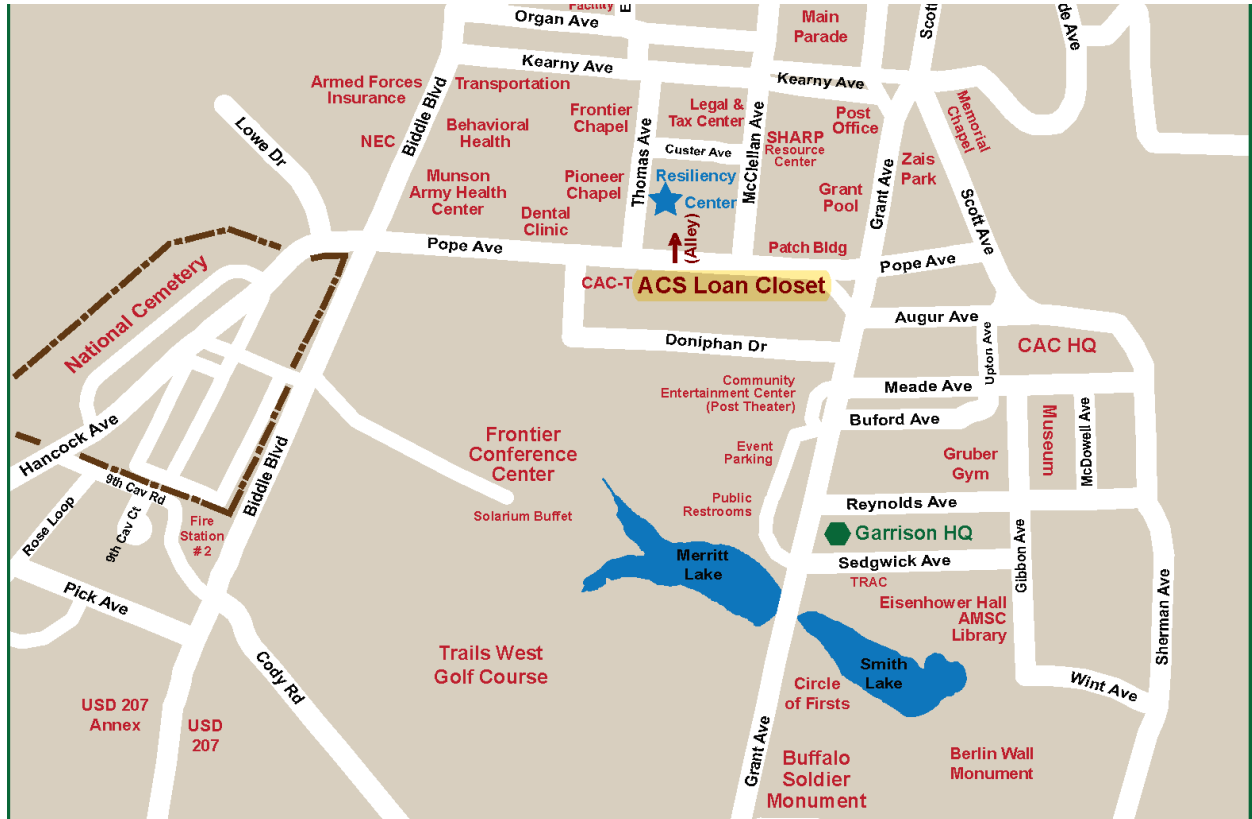 Facility
E
Organ Ave
Main
Parade
Scott
de Ave
Kearny Ave
Kearny Ave
Armed Forces
Insurance
Transportation
Biddle Blvd
Frontier
Chapel
Legal &
Tax Center
Post
Office
Memorial
Chapel
Lowe Dr
NEC
Behavioral
Health
Thomas Ave
Custer Ave
McClellan Ave
SHARP
Resource
Center
Zais
Park
Munson
Army Health
Center
Pioneer
Chapel
Resiliency
Center
Grant
Pool
Grant Ave
Scott Ave
Dental
Clinic
(Alley)
Pope Ave
Patch Bldg
Pope Ave
National Cemetery
CAC-T
ACS Loan Closet
Augur Ave
Doniphan Dr
Upton Ave
CAC HQ
Community
Entertainment Center
(Post Theater)
Meade Ave
Buford Ave
Museum
McDowell Ave
Hancock Ave
Biddle Blvd
Frontier
Conference
Center
Event
Parking
Gruber
Gym
9th Cav Rd
Solarium Buffet
Public
Restrooms
Reynolds Ave
Rose Loop
9th Cav Ct
Fire
Station
# 2
Garrison HQ
Merritt
Lake
Sedgwick Ave
Gibbon Ave
TRAC
Pick Ave
Eisenhower Hall
AMSC
Library
Sherman Ave
Trails West
Golf Course
Cody Rd
Smith
Lake
Circle
of Firsts
Wint Ave
USD 207
Annex
USD
207
Grant Ave
Buffalo
Soldier
Monument
Berlin Wall
Monument